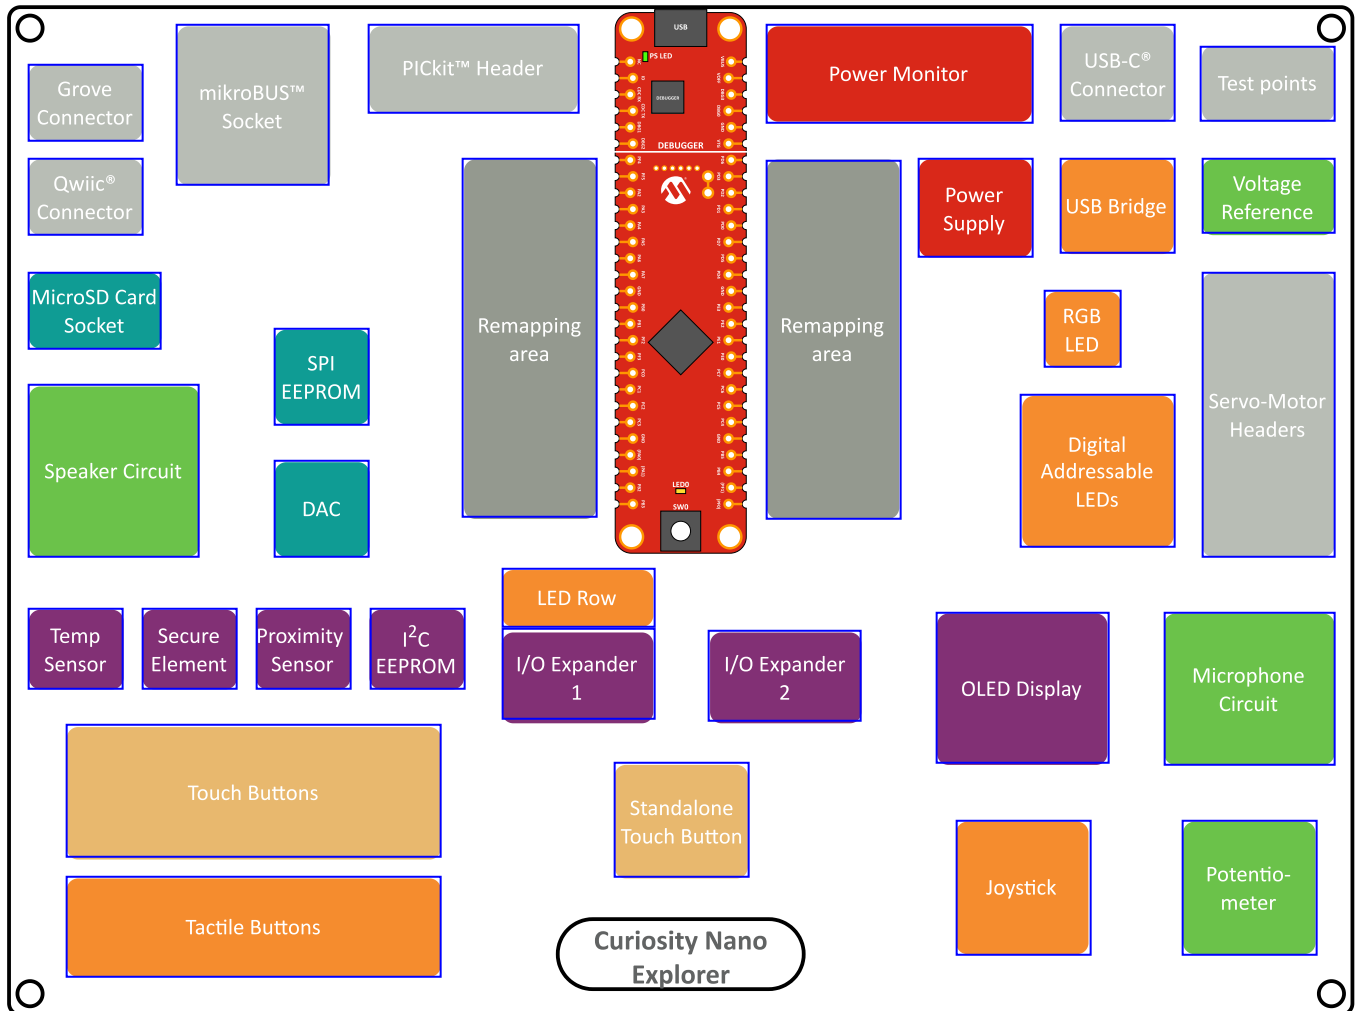 Grove
Connector
mikroBUS™
Socket
PICkit™ Header
USB
PS LED
DEBUGGER
DEBUGGER
Power Monitor
USB-C®
Connector
Test points
Qwiic®
Connector
Remapping
area
Remapping
area
Power
Supply
USB Bridge
Voltage
Reference
MicroSD Card
Socket
SPI
EEPROM
RGB
LED
Servo-Motor
Headers
Speaker Circuit
DAC
Digital
Addressable
LEDs
LED0
SW0
LED Row
Temp
Sensor
Secure
Element
Proximity
Sensor
I²C
EEPROM
I/O Expander
1
I/O Expander
2
OLED Display
Microphone
Circuit
Touch Buttons
Standalone
Touch Button
Tactile Buttons
Joystick
Potentio-
meter
Curiosity Nano
Explorer